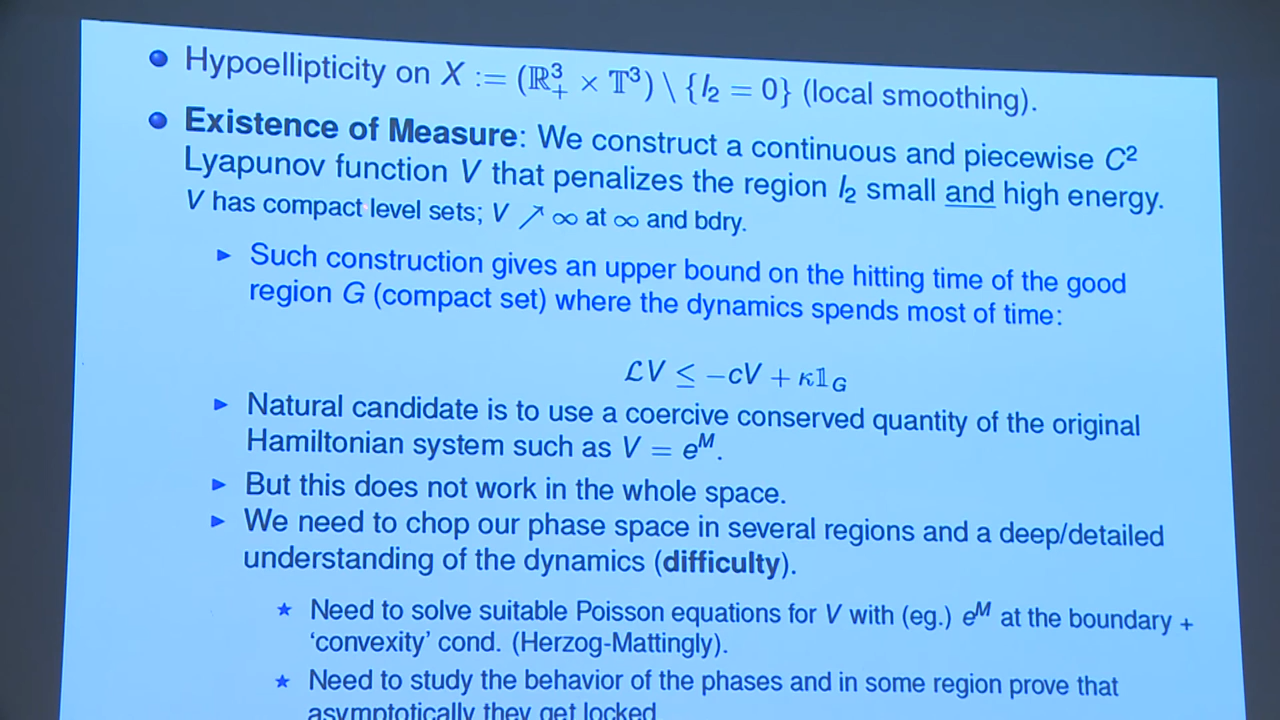 Hypoellipticity on X := (ℝ³₊ × 𝕋³) \ {I₂ = 0} (local smoothing).
Existence of Measure: We construct a continuous and piecewise C²
Lyapunov function V that penalizes the region I₂ small and high energy.
V has compact level sets; V ↗ ∞ at ∞ and bdry.
Such construction gives an upper bound on the hitting time of the good
region G (compact set) where the dynamics spends most of time:
ℒV ≤ −cV + κ𝟙_G
Natural candidate is to use a coercive conserved quantity of the original
Hamiltonian system such as V = e^M.
But this does not work in the whole space.
We need to chop our phase space in several regions and a deep/detailed
understanding of the dynamics (difficulty).
Need to solve suitable Poisson equations for V with (eg.) e^M at the boundary +
‘convexity’ cond. (Herzog-Mattingly).
Need to study the behavior of the phases and in some region prove that
asymptotically they get locked